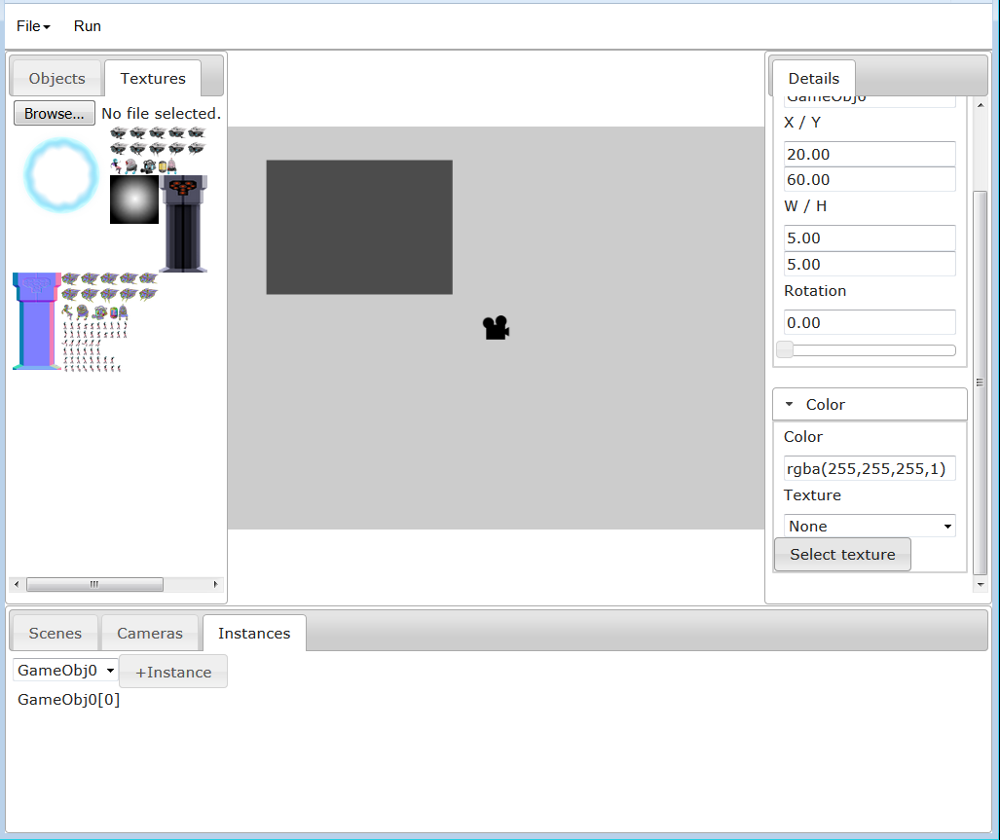 File Run
Objects Textures
Browse... No file selected.
Details
GameObj0
X / Y
20.00
60.00
W / H
5.00
5.00
Rotation
0.00
Color
Color
rgba(255,255,255,1)
Texture
None
Select texture
Scenes Cameras Instances
GameObj0 +Instance
GameObj0[0]